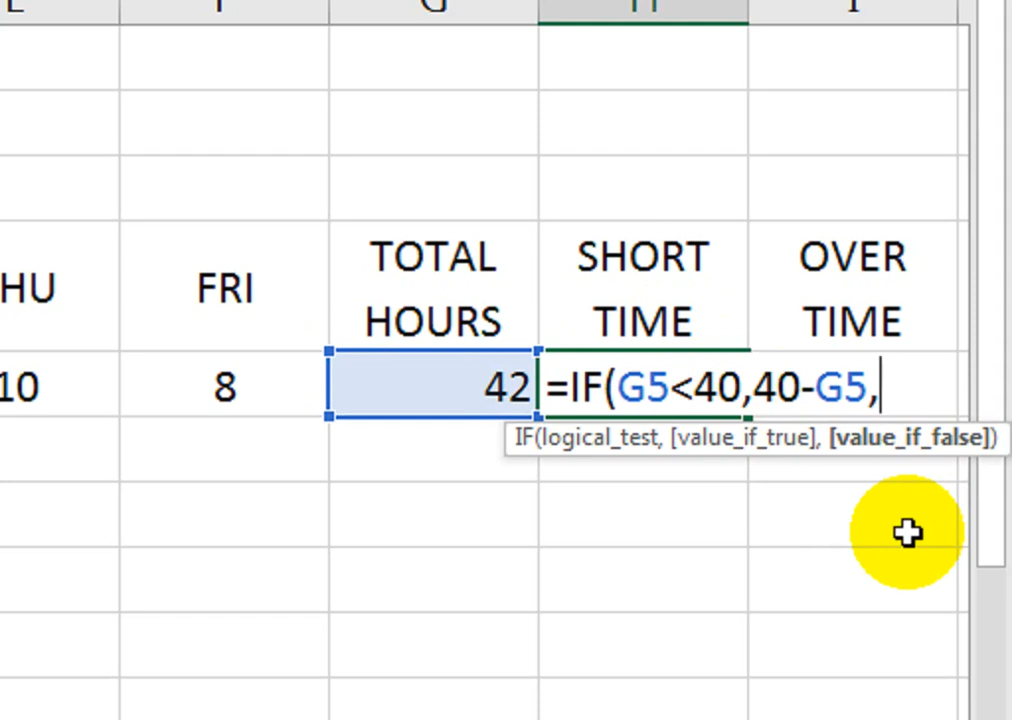 G H I
HU FRI TOTAL HOURS SHORT TIME OVER TIME
10 8 42 =IF(G5<40,40-G5,
IF(logical_test, [value_if_true], [value_if_false])